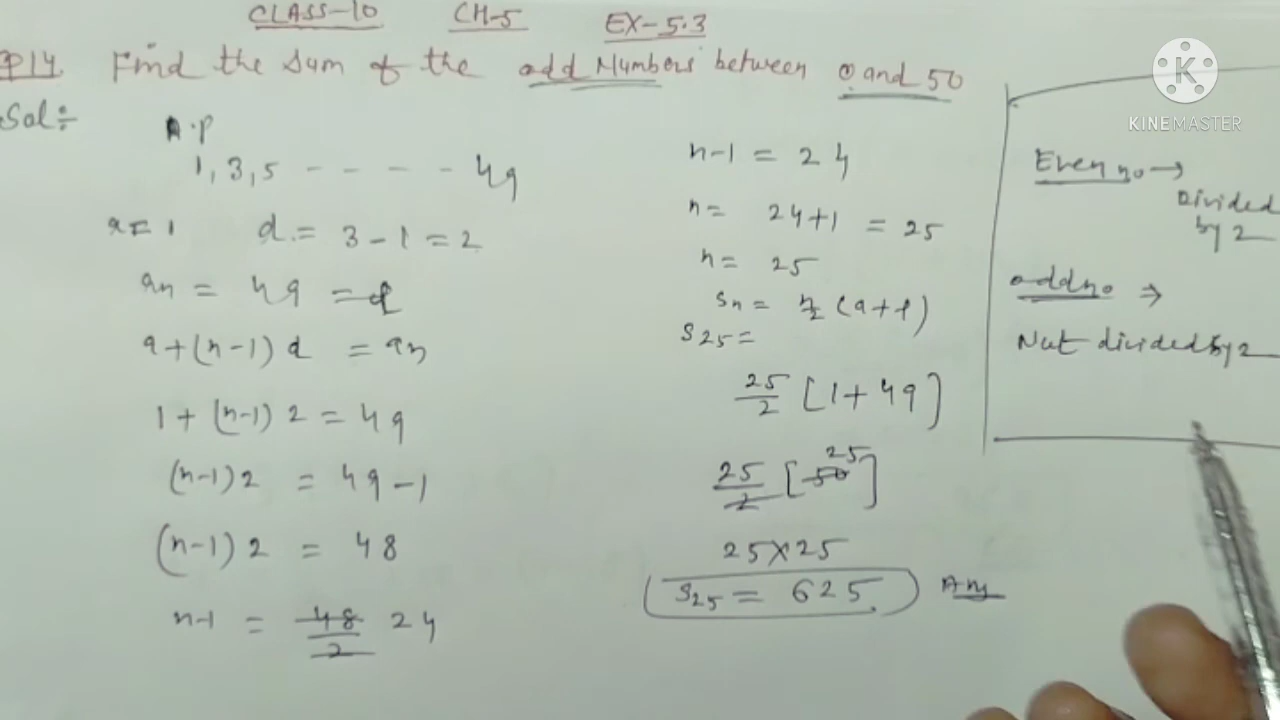 CLASS-10 CH-5 EX-5.3
P14 Find the Sum of the odd Numbers between 0 and 50
Sol:-
A.P
1, 3, 5 - - - - 49
a = 1 d = 3 - 1 = 2
an = 49 = l
a + (n-1) d = an
1 + (n-1) 2 = 49
(n-1) 2 = 49 - 1
(n-1) 2 = 48
n-1 = 48/2 24
n-1 = 24
n = 24+1 = 25
n = 25
Sn = n/2 (a+l)
S25 =
25/2 [1 + 49]
25/2 [50] 25
25 × 25
S25 = 625 Ans
Even no →
Divided
by 2
odd no ⇒
Not divided by 2
KINEMASTER